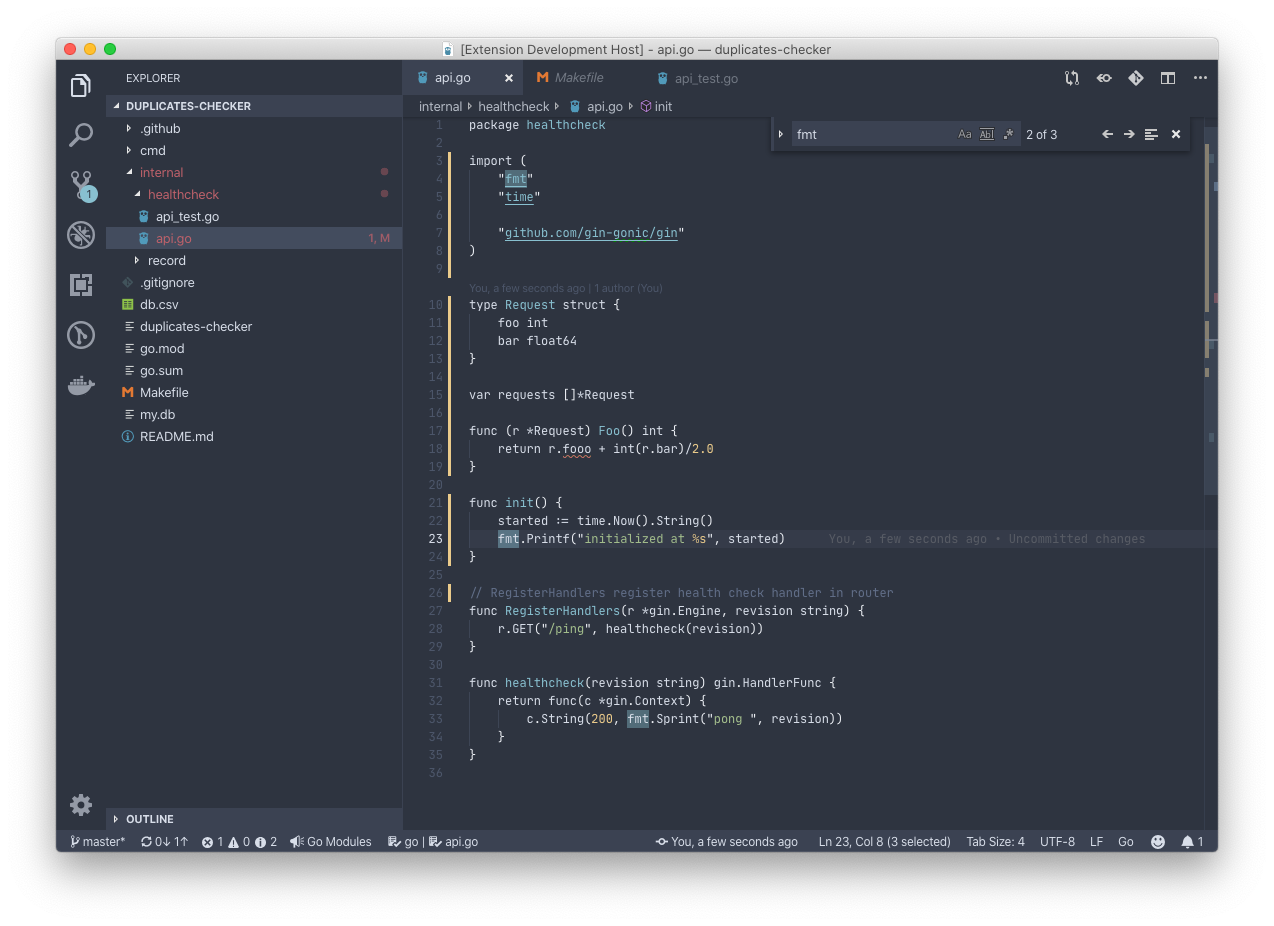 [Extension Development Host] - api.go — duplicates-checker
EXPLORER
DUPLICATES-CHECKER
.github
cmd
internal
healthcheck
api_test.go
api.go 1, M
record
.gitignore
db.csv
duplicates-checker
go.mod
go.sum
Makefile
my.db
README.md
OUTLINE
1
api.go
Makefile
api_test.go
internal healthcheck api.go init
fmt Aa Abl .* 2 of 3
1 package healthcheck
2
3 import (
4 "fmt"
5 "time"
6
7 "github.com/gin-gonic/gin"
8 )
9
You, a few seconds ago | 1 author (You)
10 type Request struct {
11 foo int
12 bar float64
13 }
14
15 var requests []*Request
16
17 func (r *Request) Foo() int {
18 return r.fooo + int(r.bar)/2.0
19 }
20
21 func init() {
22 started := time.Now().String()
23 fmt.Printf("initialized at %s", started) You, a few seconds ago • Uncommitted changes
24 }
25
26 // RegisterHandlers register health check handler in router
27 func RegisterHandlers(r *gin.Engine, revision string) {
28 r.GET("/ping", healthcheck(revision))
29 }
30
31 func healthcheck(revision string) gin.HandlerFunc {
32 return func(c *gin.Context) {
33 c.String(200, fmt.Sprint("pong ", revision))
34 }
35 }
36
master* 0↓ 1↑ 1 0 2 Go Modules go | api.go You, a few seconds ago Ln 23, Col 8 (3 selected) Tab Size: 4 UTF-8 LF Go 1